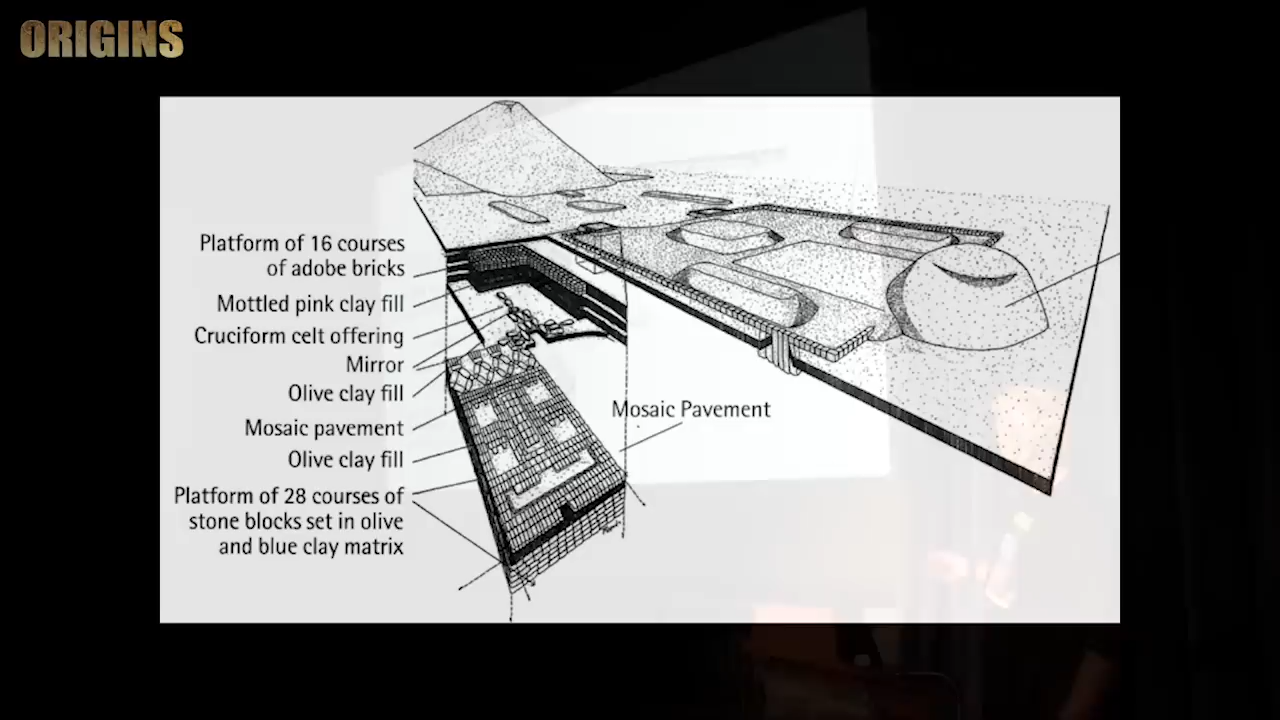 ORIGINS
Platform of 16 courses
of adobe bricks
Mottled pink clay fill
Cruciform celt offering
Mirror
Olive clay fill
Mosaic pavement
Olive clay fill
Platform of 28 courses of
stone blocks set in olive
and blue clay matrix
Mosaic Pavement